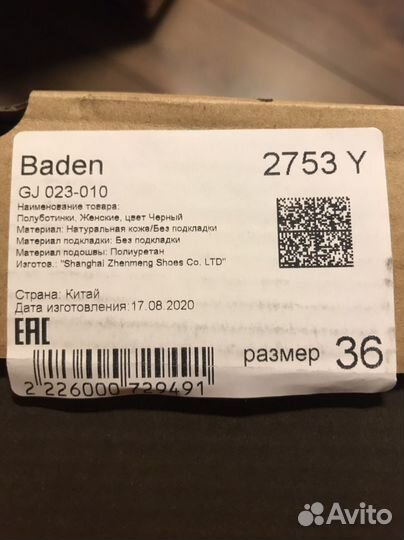 Baden 2753 Y
GJ 023-010
Наименование товара:
Полуботинки, Женские, цвет Черный
Материал: Натуральная кожа/Без подкладки
Материал подкладки: Без подкладки
Материал подошвы: Полиуретан
Изготов.: "Shanghai Zhenmeng Shoes Co. LTD"
Страна: Китай
Дата изготовления:17.08.2020
EAC
размер 36
2 226000 729491
Avito